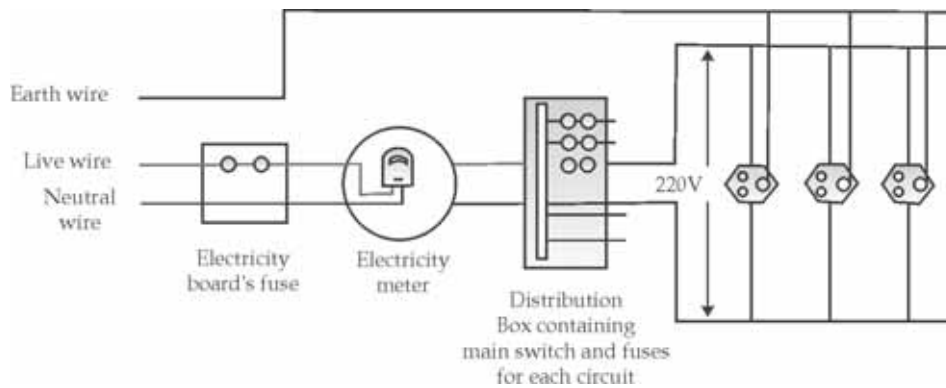 Earth wire
Live wire
Neutral
wire
220V
Electricity
board's fuse
Electricity
meter
Distribution
Box containing
main switch and fuses
for each circuit